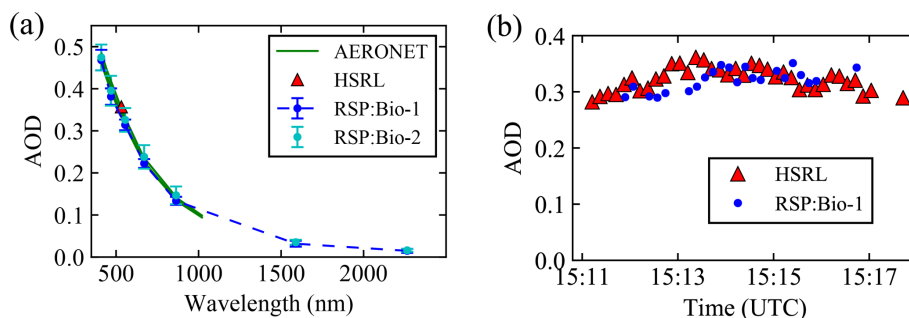 (a)
0.5
0.4
0.3
0.2
0.1
0.0
AOD
500
1000
1500
2000
Wavelength (nm)
AERONET
HSRL
RSP:Bio-1
RSP:Bio-2
(b)
0.4
0.3
0.2
0.1
0.0
AOD
15:11
15:13
15:15
15:17
Time (UTC)
HSRL
RSP:Bio-1